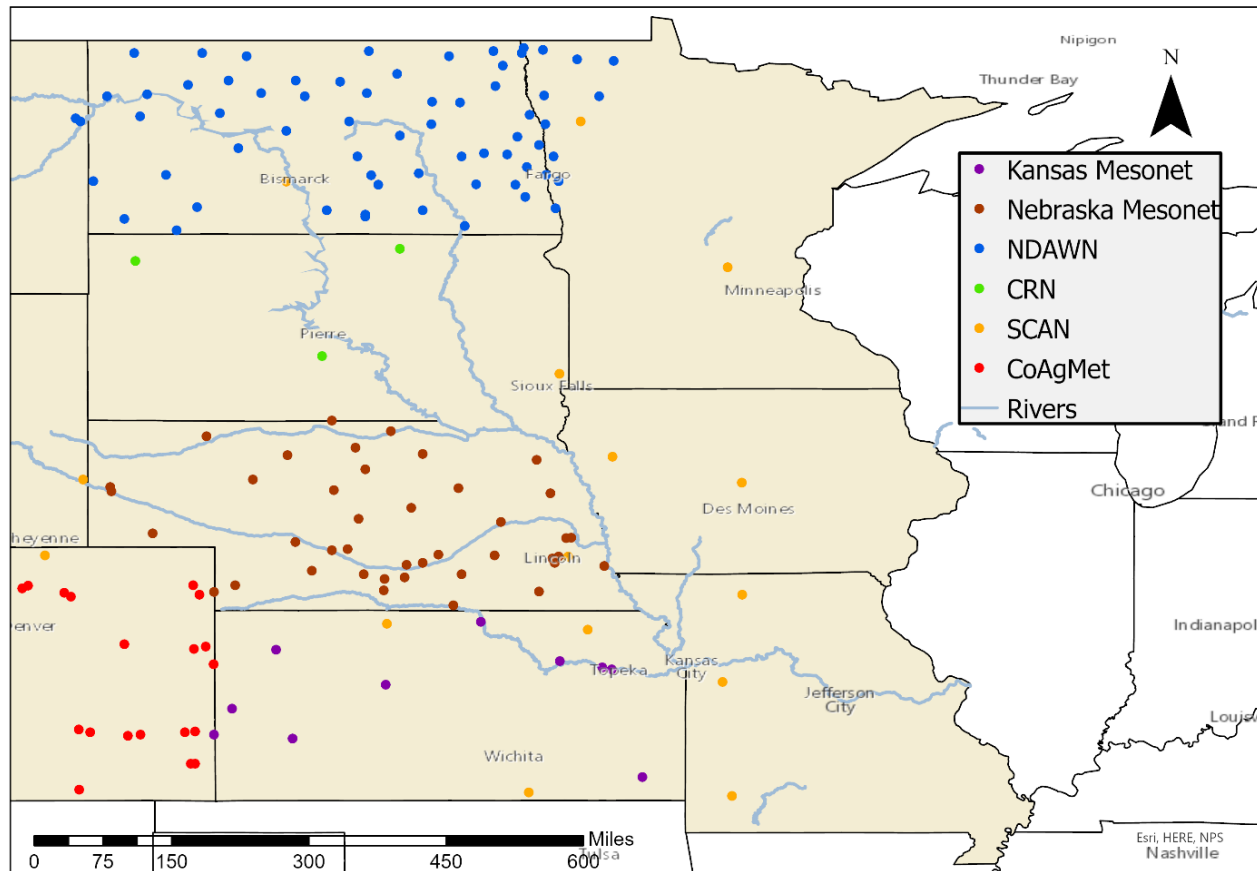 Nipigon
N
Thunder Bay
Kansas Mesonet
Nebraska Mesonet
NDAWN
CRN
SCAN
CoAgMet
Rivers
Bismarck
Fargo
Minneapolis
Pierre
Sioux Falls
Grand R
Chicago
Des Moines
heyenne
Lincoln
enver
Indianapol
Topeka
Kansas
City
Jefferson
City
Louisv
Wichita
Miles
0 75 150 300 450 600
Tulsa
Esri, HERE, NPS
Nashville